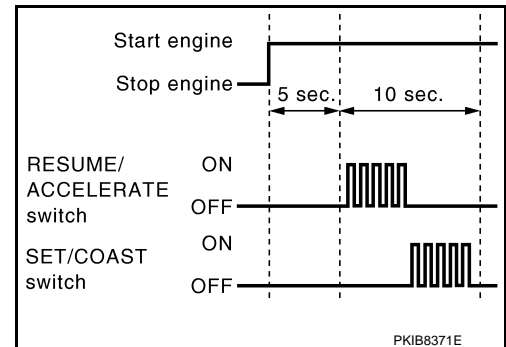 Start engine
Stop engine
5 sec.
10 sec.
RESUME/
ACCELERATE
switch
ON
OFF
SET/COAST
switch
ON
OFF
PKIB8371E